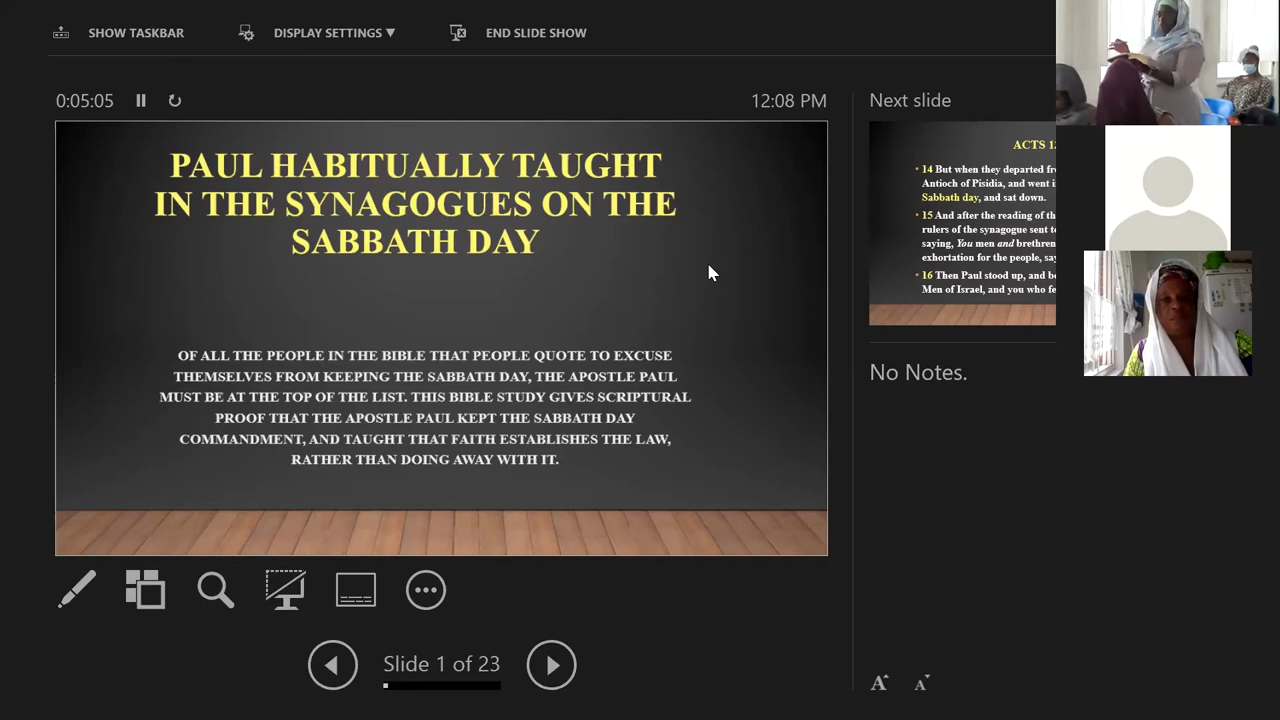 SHOW TASKBAR
DISPLAY SETTINGS ▼
END SLIDE SHOW
0:05:05
12:08 PM
PAUL HABITUALLY TAUGHT
IN THE SYNAGOGUES ON THE
SABBATH DAY
OF ALL THE PEOPLE IN THE BIBLE THAT PEOPLE QUOTE TO EXCUSE
THEMSELVES FROM KEEPING THE SABBATH DAY, THE APOSTLE PAUL
MUST BE AT THE TOP OF THE LIST. THIS BIBLE STUDY GIVES SCRIPTURAL
PROOF THAT THE APOSTLE PAUL KEPT THE SABBATH DAY
COMMANDMENT, AND TAUGHT THAT FAITH ESTABLISHES THE LAW,
RATHER THAN DOING AWAY WITH IT.
Slide 1 of 23
Next slide
ACTS
• 14 But when they departed
Antioch of Pisidia, and went
Sabbath day, and sat down.
• 15 And after the reading of
rulers of the synagogue sent
saying, You men and brethren
exhortation for the people,
• 16 Then Paul stood up, and
Men of Israel, and you who
No Notes.
A A